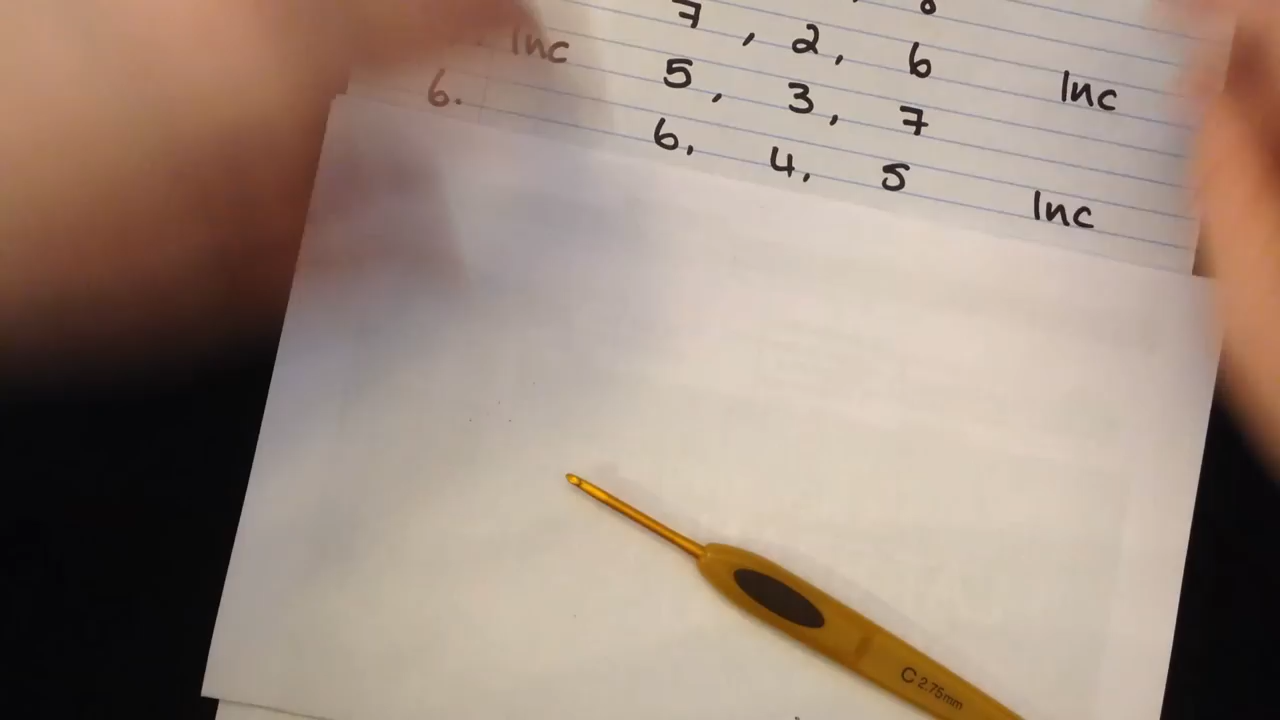 7, 2, 6
Inc 5, 3, 7 Inc
6. 6, 4, 5
Inc
C 2.75mm